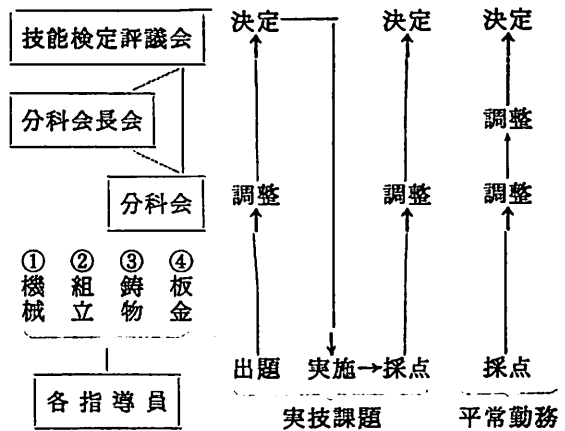 技能検定評議会 決定 決定 決定
分科会長会 調整
分科会 調整 調整 調整
① ② ③ ④
機械 組立 鋳物 板金
出題 実施→採点 採点
各指導員 実技課題 平常勤務